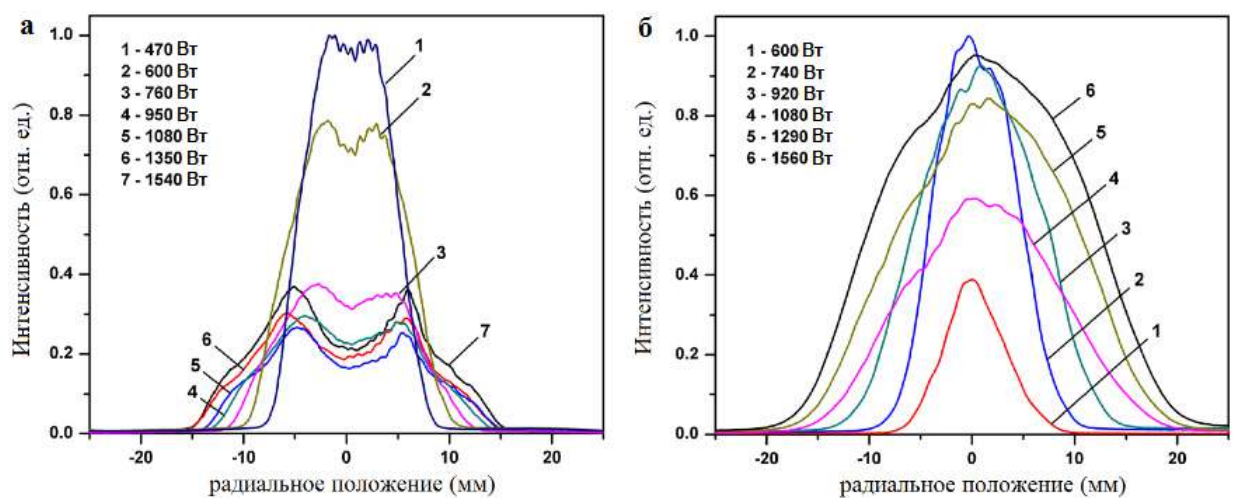 а
1 - 470 Вт
2 - 600 Вт
3 - 760 Вт
4 - 950 Вт
5 - 1080 Вт
6 - 1350 Вт
7 - 1540 Вт
Интенсивность (отн. ед.)
1.0
0.8
0.6
0.4
0.2
0.0
1
2
3
6
5
4
7
-20
-10
0
10
20
радиальное положение (мм)
б
1 - 600 Вт
2 - 740 Вт
3 - 920 Вт
4 - 1080 Вт
5 - 1290 Вт
6 - 1560 Вт
Интенсивность (отн. ед.)
1.0
0.8
0.6
0.4
0.2
0.0
6
5
4
3
2
1
-20
-10
0
10
20
радиальное положение (мм)